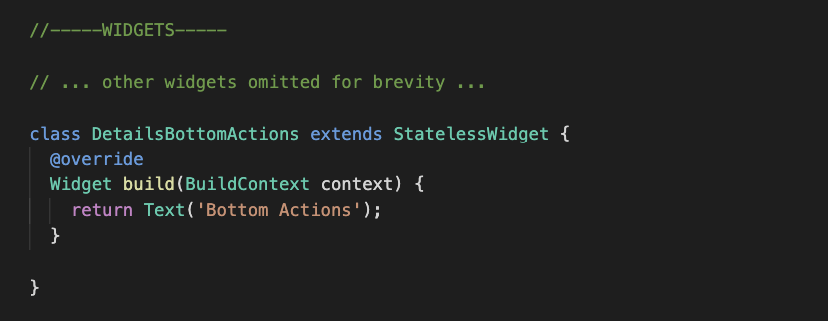 //-----WIDGETS-----
// ... other widgets omitted for brevity ...
class DetailsBottomActions extends StatelessWidget {
@override
Widget build(BuildContext context) {
return Text('Bottom Actions');
}
}